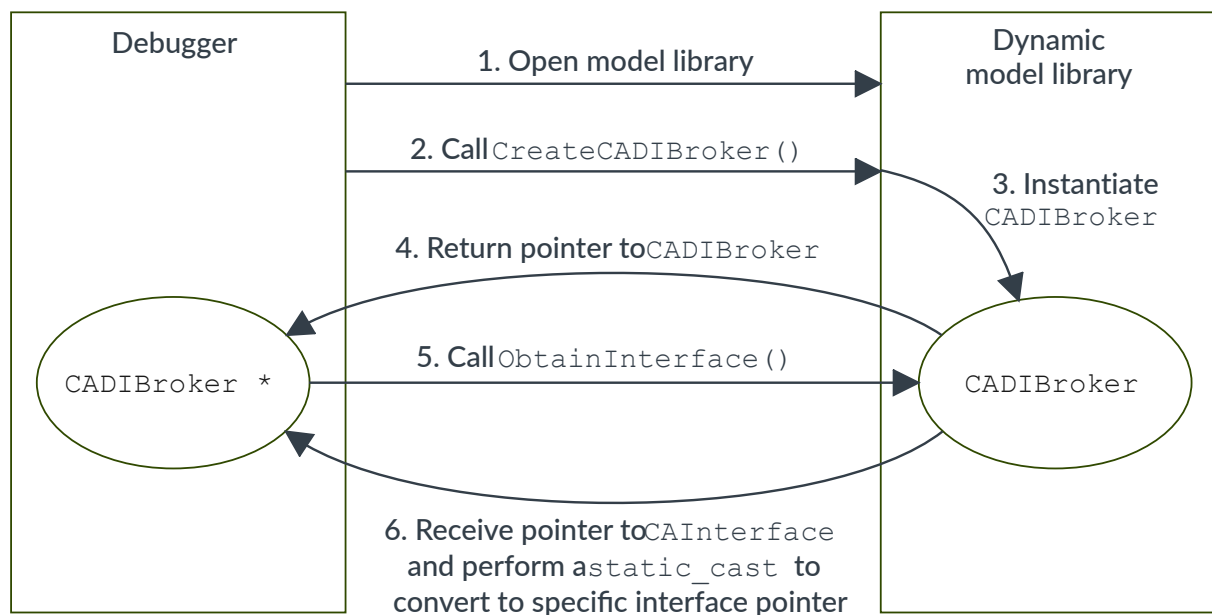 Debugger
Dynamic
model library
1. Open model library
2. Call CreateCADIBroker()
3. Instantiate
CADIBroker
4. Return pointer to CADIBroker
5. Call ObtainInterface()
CADIBroker *
CADIBroker
6. Receive pointer to CAInterface
and perform a static_cast to
convert to specific interface pointer